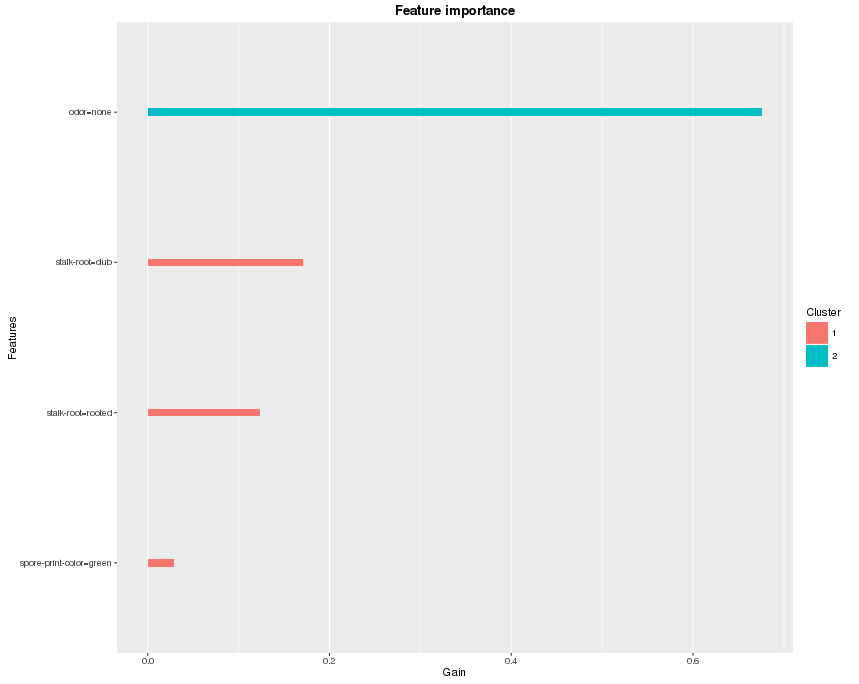 Feature importance
odor=none
stalk-root=club
stalk-root=rooted
spore-print-color=green
Features
0.0
0.2
0.4
0.6
Gain
Cluster
1
2